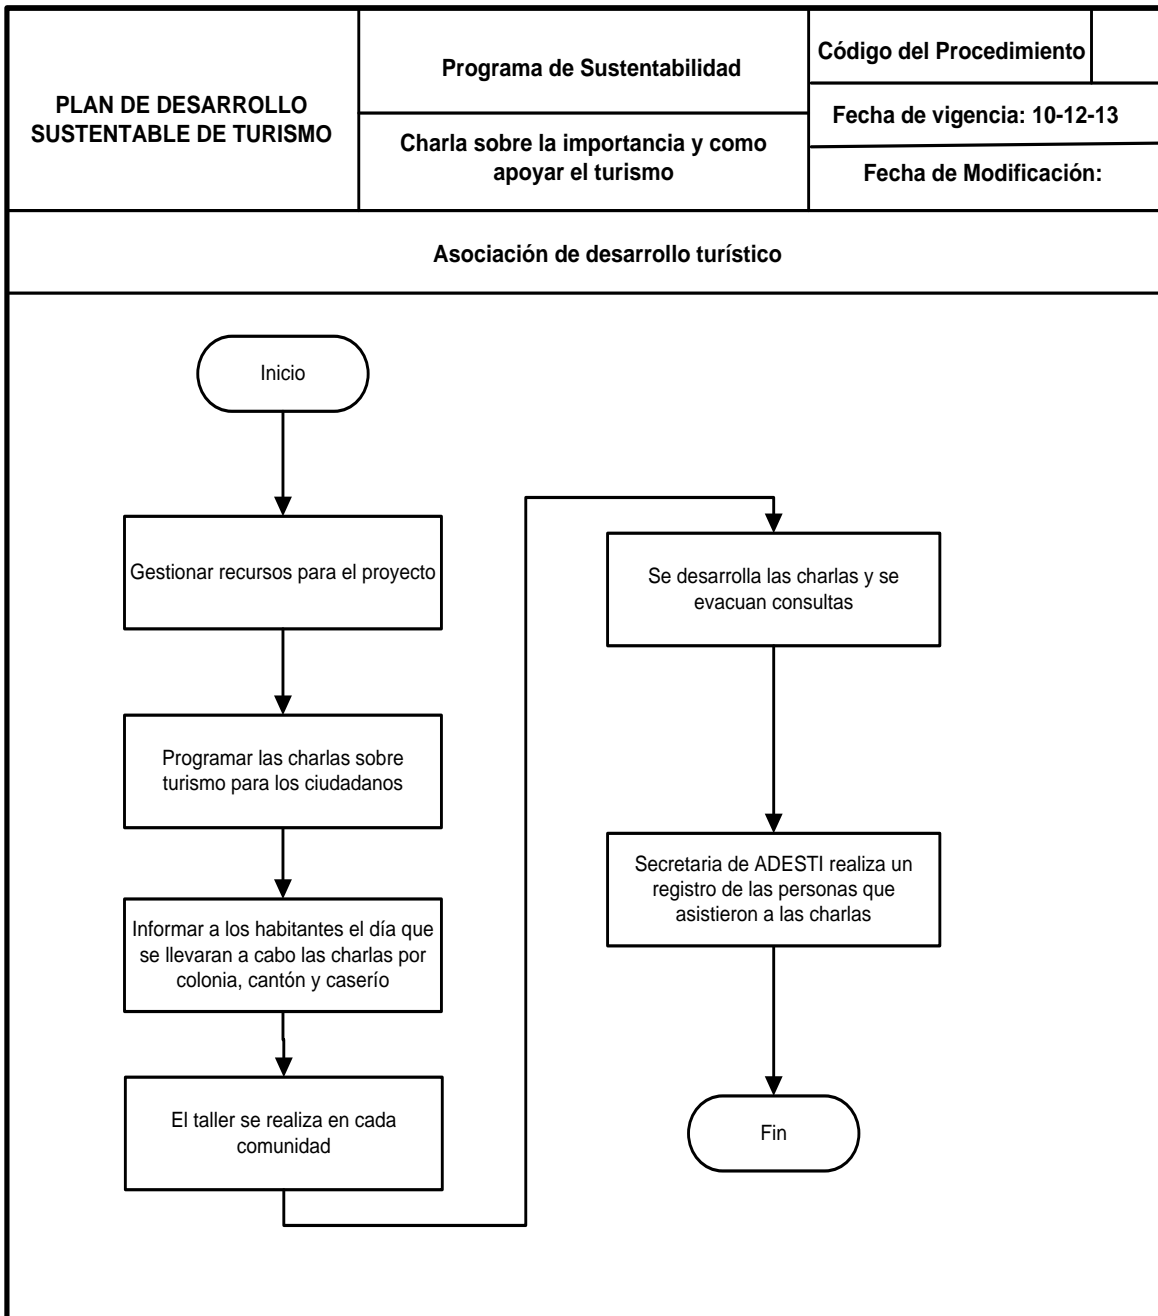 PLAN DE DESARROLLO
SUSTENTABLE DE TURISMO
Programa de Sustentabilidad
Charla sobre la importancia y como
apoyar el turismo
Código del Procedimiento
Fecha de vigencia: 10-12-13
Fecha de Modificación:
Asociación de desarrollo turístico
Inicio
Gestionar recursos para el proyecto
Programar las charlas sobre
turismo para los ciudadanos
Informar a los habitantes el día que
se llevaran a cabo las charlas por
colonia, cantón y caserío
El taller se realiza en cada
comunidad
Se desarrolla las charlas y se
evacuan consultas
Secretaria de ADESTI realiza un
registro de las personas que
asistieron a las charlas
Fin